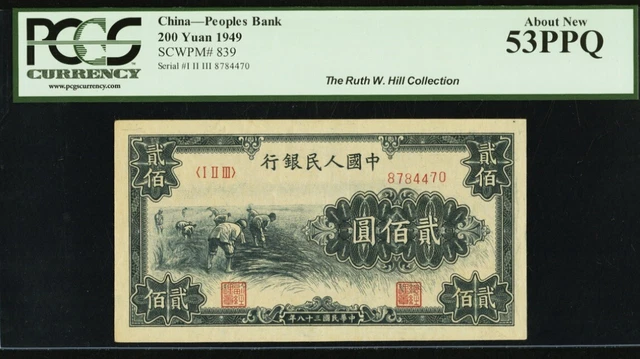 PCGS
CURRENCY
www.pcgscurrency.com
China—Peoples Bank
200 Yuan 1949
SCWPM# 839
Serial #I II III 8784470
About New
53PPQ
The Ruth W. Hill Collection
中國人民銀行
貳佰
貳佰
〈I II III〉
8784470
貳佰圓
貳佰
貳佰
中華民國三十八年